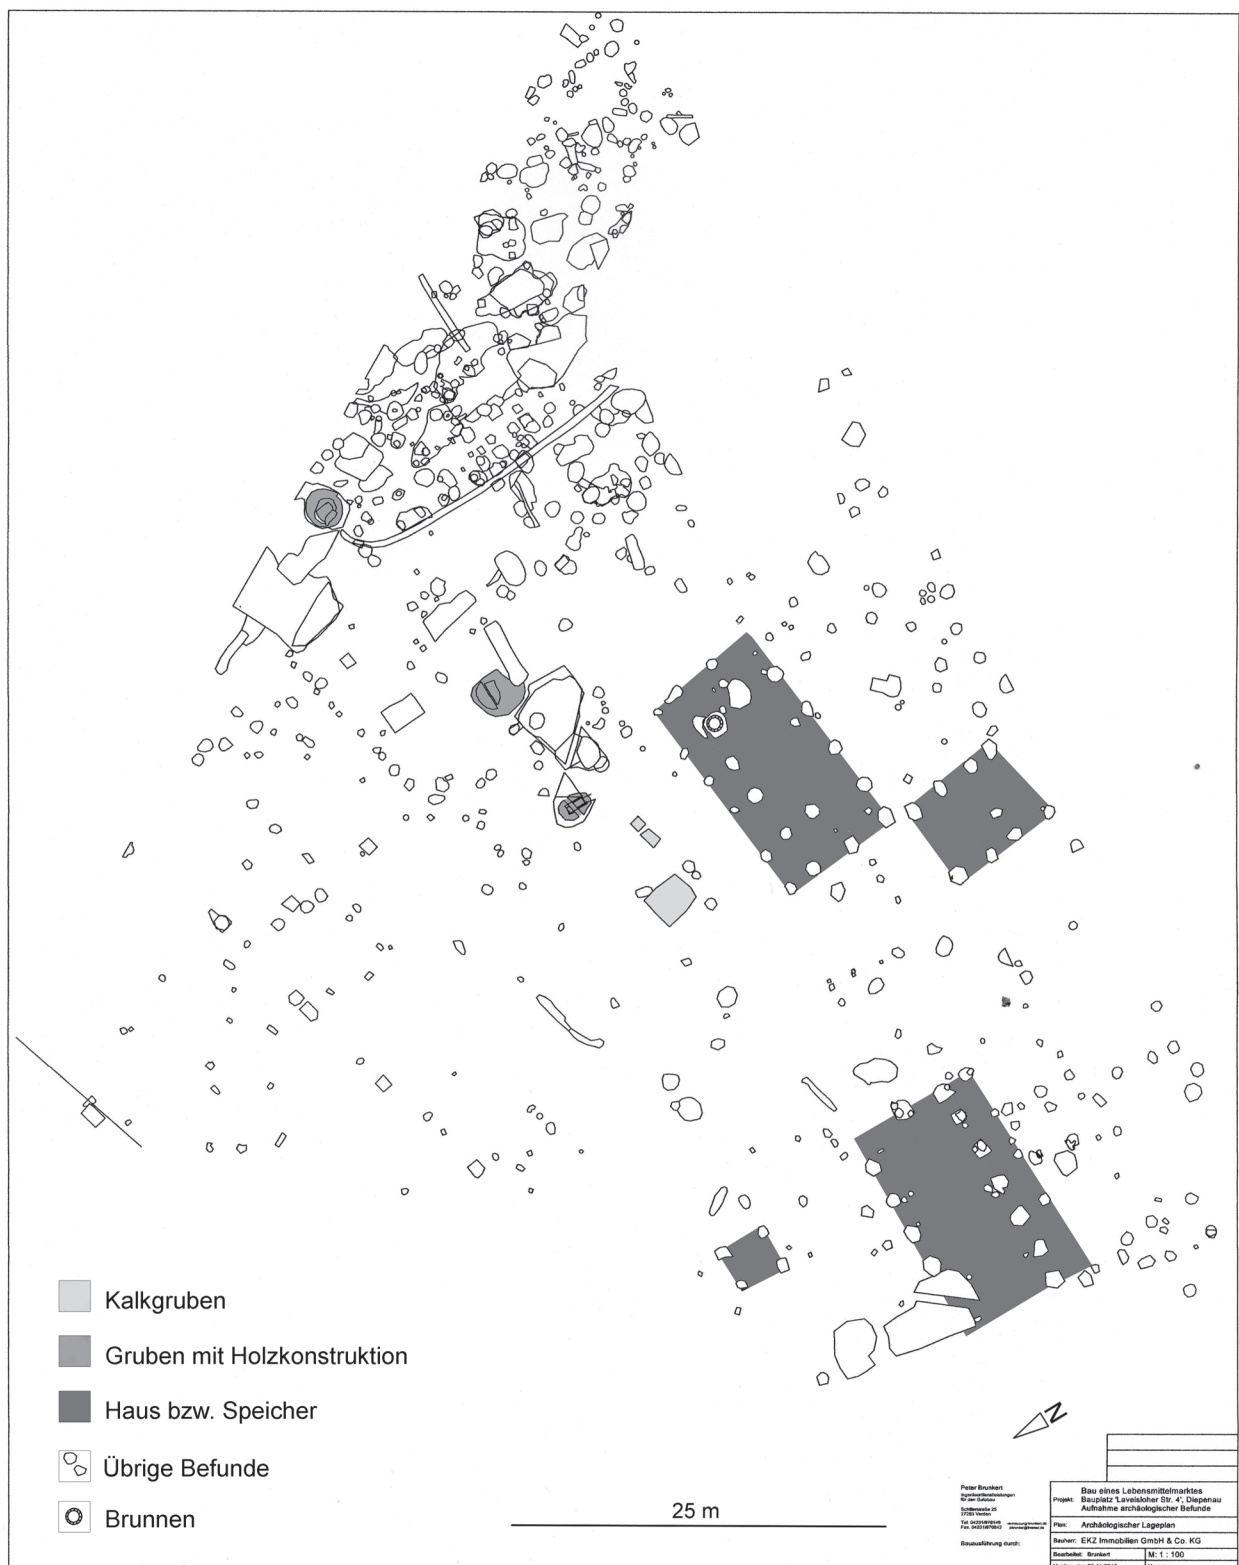 Kalkgruben
Gruben mit Holzkonstruktion
Haus bzw. Speicher
Übrige Befunde
Brunnen
25 m
N
Peter Brunkert
Projekt: Bau eines Lebensmittelmarktes
Bauplatz 'Lavelsloher Str. 4', Diepenau
Aufnahme archäologischer Befunde
Plan: Archäologischer Lageplan
Bauherr: EKZ Immobilien GmbH & Co. KG
Bearbeitet: Brunkert M: 1 : 100
Bauausführung durch: